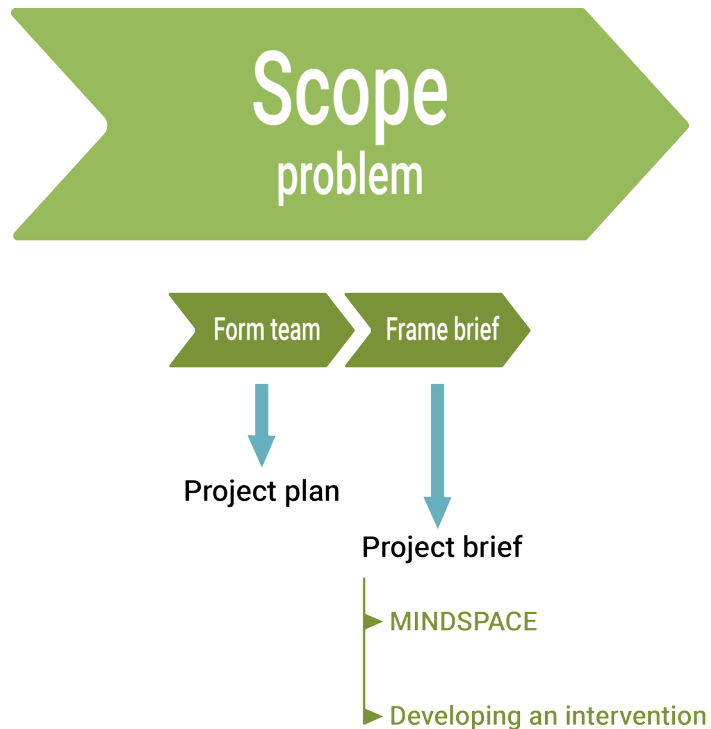 Scope
problem
Form team
Frame brief
Project plan
Project brief
MINDSPACE
Developing an intervention